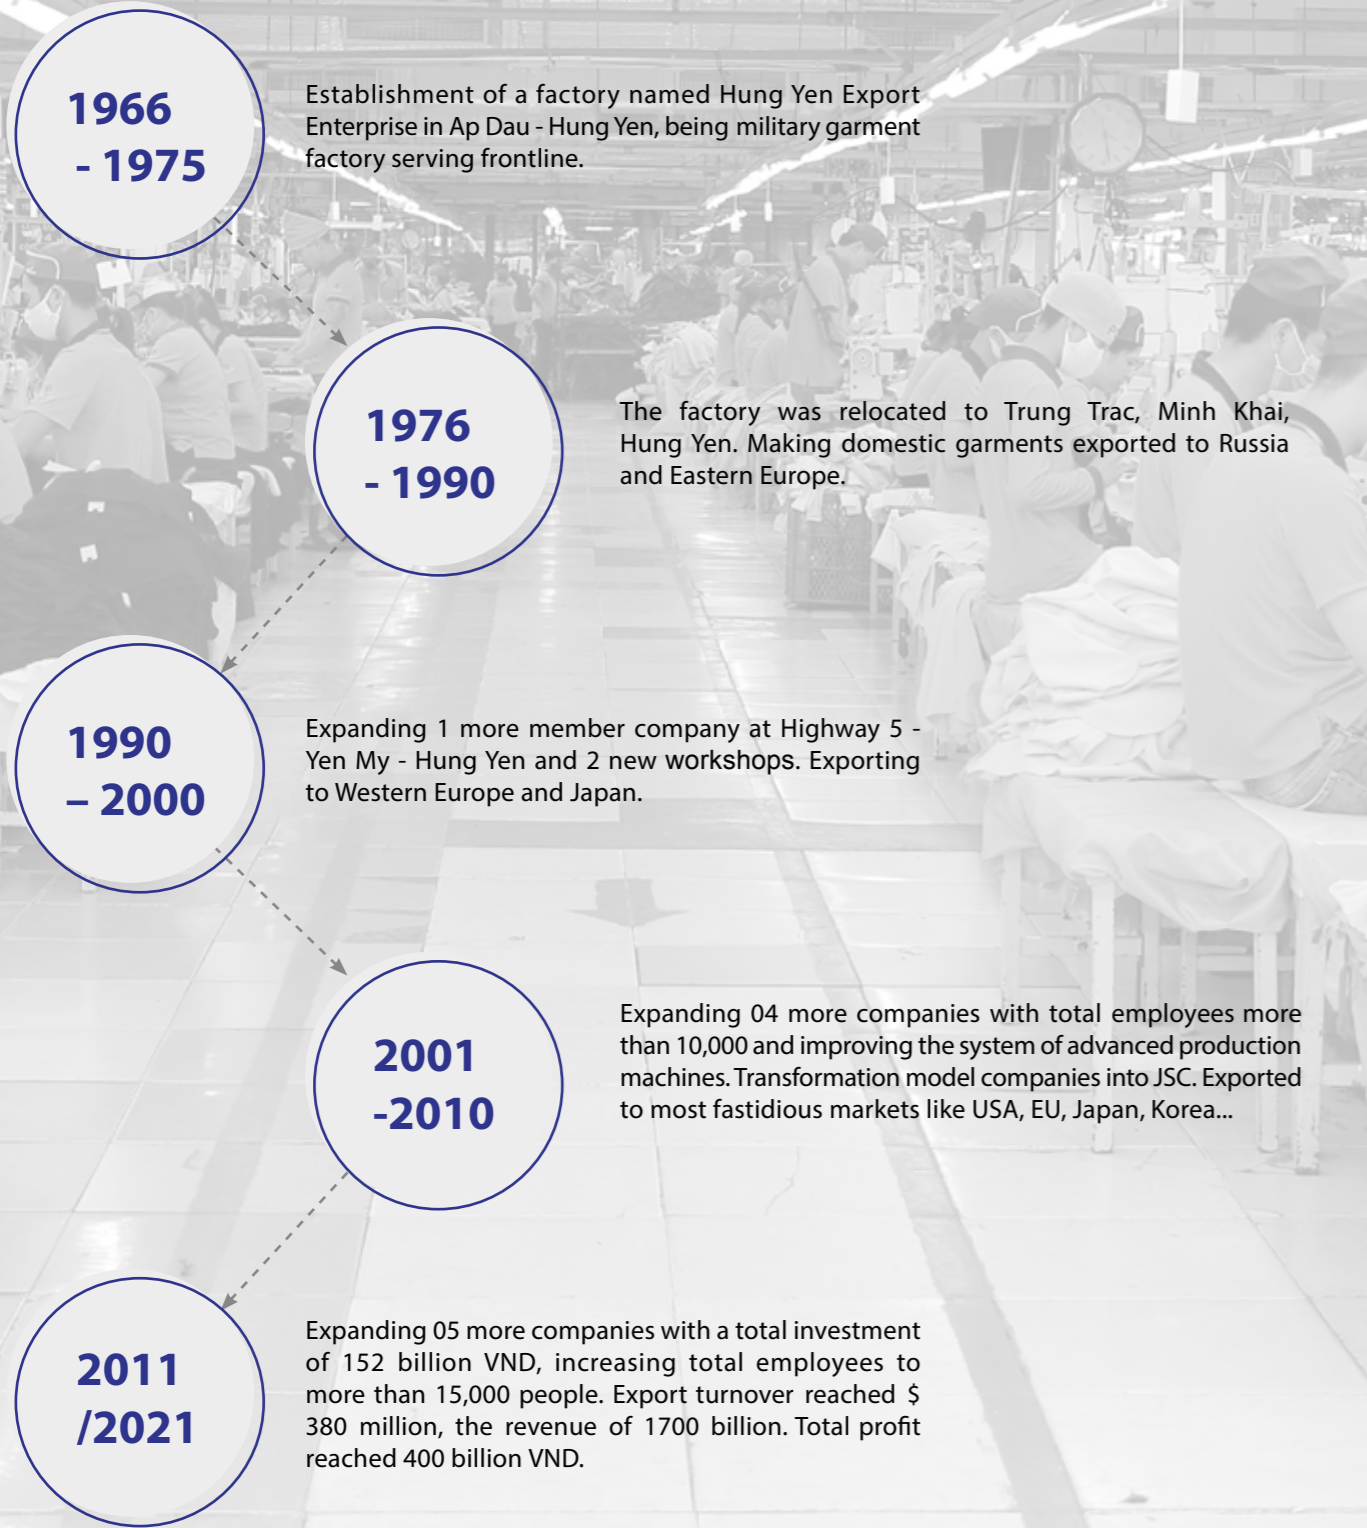 1966
- 1975
Establishment of a factory named Hung Yen Export
Enterprise in Ap Dau - Hung Yen, being military garment
factory serving frontline.
1976
- 1990
The factory was relocated to Trung Trac, Minh Khai,
Hung Yen. Making domestic garments exported to Russia
and Eastern Europe.
1990
– 2000
Expanding 1 more member company at Highway 5 -
Yen My - Hung Yen and 2 new workshops. Exporting
to Western Europe and Japan.
2001
-2010
Expanding 04 more companies with total employees more
than 10,000 and improving the system of advanced production
machines. Transformation model companies into JSC. Exported
to most fastidious markets like USA, EU, Japan, Korea...
2011
/2021
Expanding 05 more companies with a total investment
of 152 billion VND, increasing total employees to
more than 15,000 people. Export turnover reached $
380 million, the revenue of 1700 billion. Total profit
reached 400 billion VND.